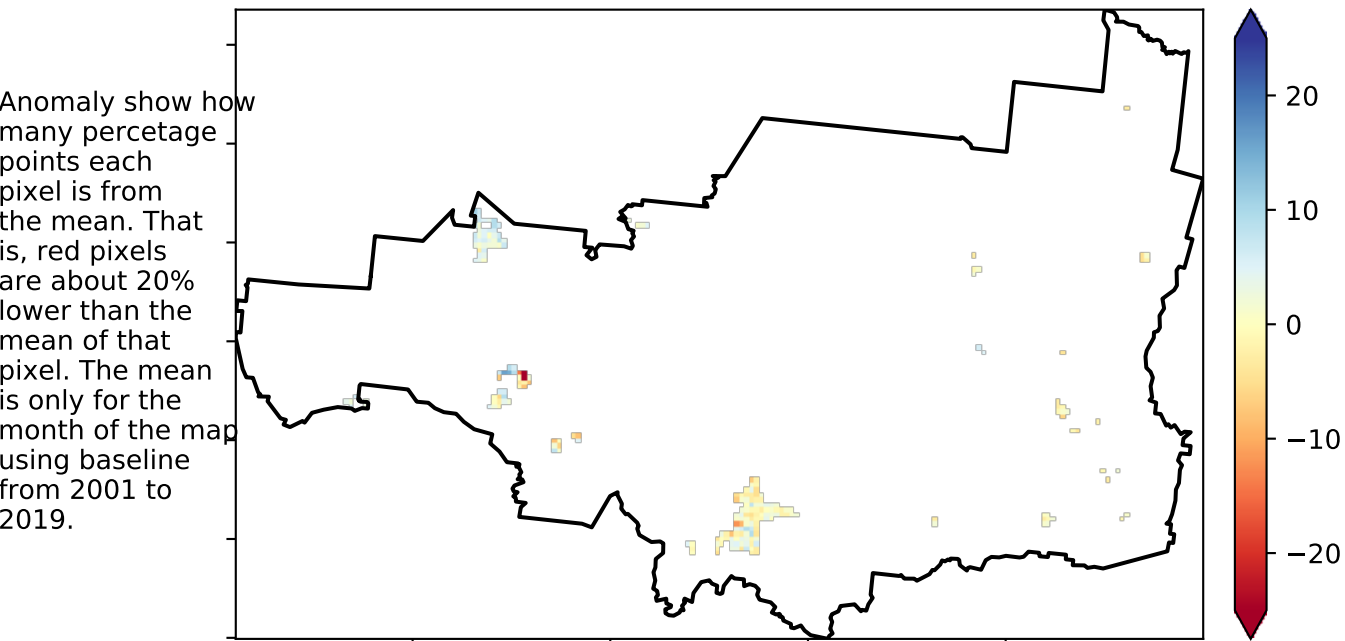 Anomaly show how
many percetage
points each
pixel is from
the mean. That
is, red pixels
are about 20%
lower than the
mean of that
pixel. The mean
is only for the
month of the map
using baseline
from 2001 to
2019.
20
10
0
−10
−20